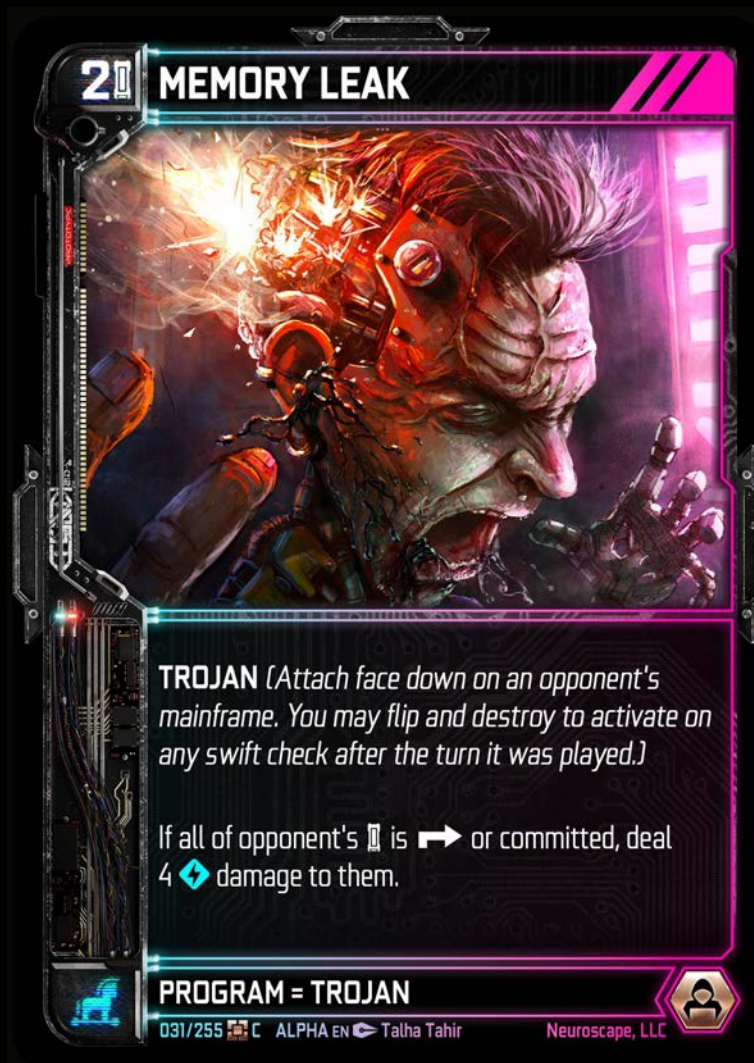 2
MEMORY LEAK
PROTOTYPE
TROJAN (Attach face down on an opponent's
mainframe. You may flip and destroy to activate on
any swift check after the turn it was played.)
If all of opponent's is or committed, deal
4 damage to them.
PROGRAM = TROJAN
031/255 C ALPHA EN Talha Tahir
Neuroscape, LLC